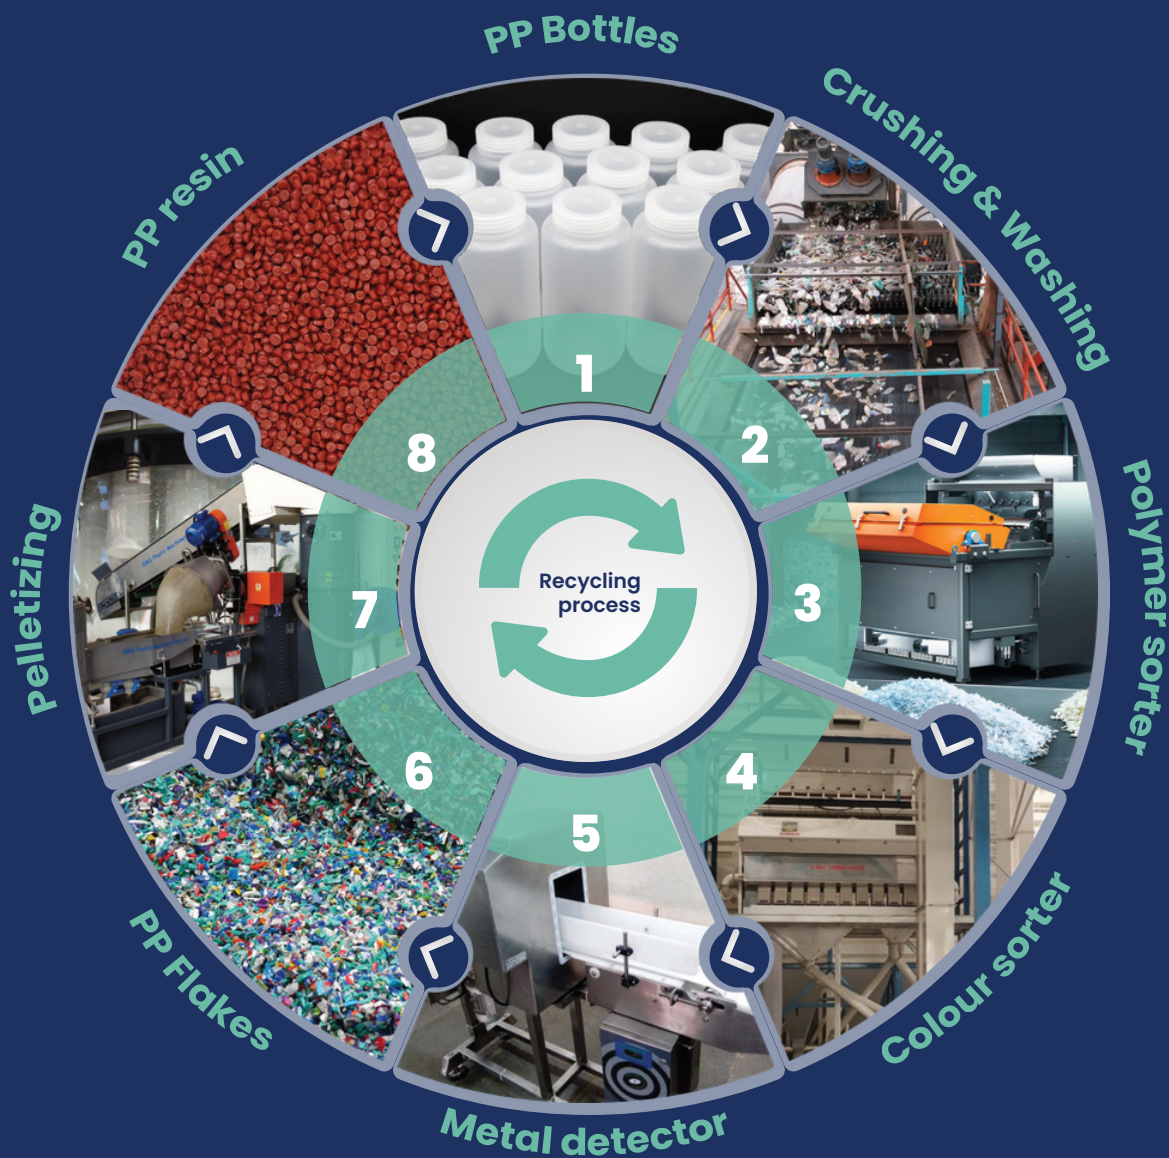 PP Bottles
Crushing & Washing
Polymer sorter
Colour sorter
Metal detector
PP Flakes
Pelletizing
PP resin
1
2
3
4
5
6
7
8
Recycling
process